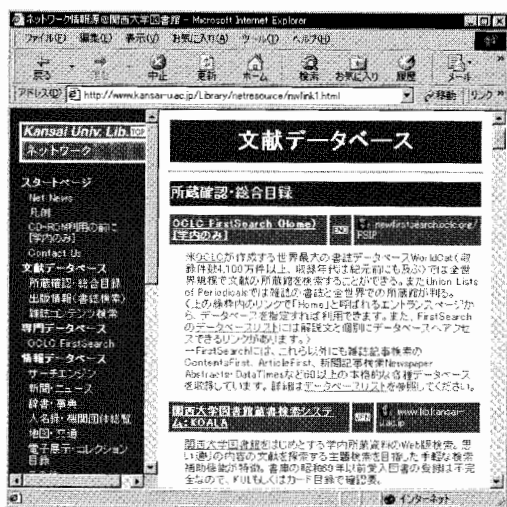 ネットワーク情報源@関西大学図書館 - Microsoft Internet Explorer
ファイル(F) 編集(E) 表示(V) お気に入り(A) ツール(T) ヘルプ(H)
戻る 中止 更新 ホーム 検索 お気に入り 履歴 メール
アドレス(D) http://www.kansai-u.ac.jp/Library/netresource/nwlink1.html 移動 リンク
Kansai Univ. Lib.
ネットワーク
スタートページ
Net News
凡例
CD-ROM利用の前に
[学内のみ]
Contact Us
文献データベース
所蔵確認・総合目録
出版情報(書誌検索)
雑誌コンテンツ検索
専門データベース
OCLC FirstSearch
情報データベース
サーチエンジン
新聞・ニュース
辞書・事典
人名録・機関団体総覧
地図・交通
電子展示・コレクション
目録
文献データベース
所蔵確認・総合目録
OCLC FirstSearch (Home)
[学内のみ]
newfirstsearch.oclc.org/
FSIP
米OCLCが作成する世界最大の書誌データベースWorldCat(収
録件数4,100万件以上、収録年代は紀元前にも及ぶ)では全世
界規模で文献の所蔵館を検索することができる。またUnion Lists
of Periodicalsでは雑誌の書誌と全世界での所蔵館が判る。
(上の緑枠内のリンクで「Home」と呼ばれるエントランスページか
ら、データベースを指定すれば利用できます。また、FirstSearch
のデータベースリストには解説文と個別にデータベースへアクセ
スできるリンクがあります。)
―FirstSearchには、これら以外にも雑誌記事検索の
ContentsFirst、ArticleFirst、新聞記事検索Newspaper
Abstracts・DataTimesなど60以上の本格的な各種データベース
を収録しています。詳細はデータベースリストを参照してください。
関西大学図書館蔵書検索システ
ム:KOALA
www.lib.kansai-
u.ac.jp
関西大学図書館をはじめとする学内所蔵資料のWeb版検索。思
い通りの内容の文献を探索する主題検索を目指した手軽な検索
補助機能が特徴。書庫の昭和59年以前受入図書の登録は不完
全なので、KULもしくはカード目録で確認要。
インターネット